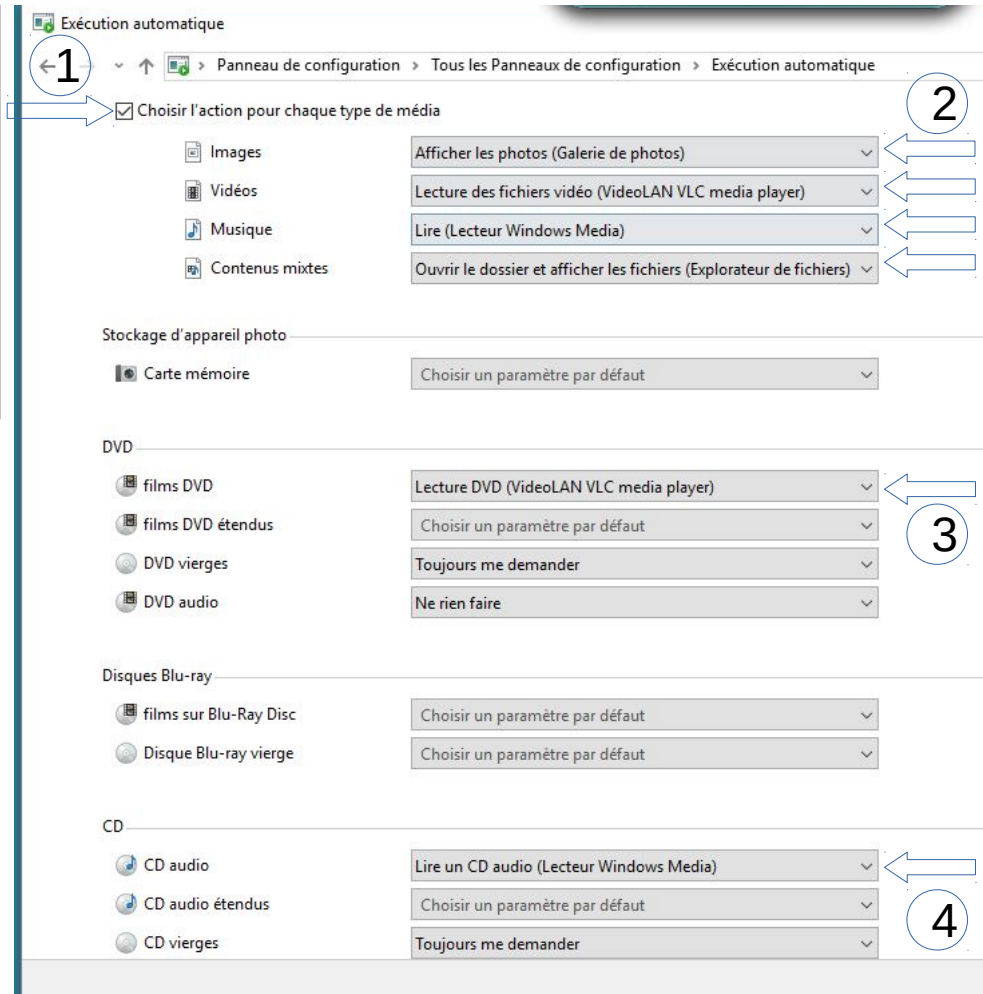 Exécution automatique
1
Panneau de configuration > Tous les Panneaux de configuration > Exécution automatique
Choisir l'action pour chaque type de média
2
Images Afficher les photos (Galerie de photos)
Vidéos Lecture des fichiers vidéo (VideoLAN VLC media player)
Musique Lire (Lecteur Windows Media)
Contenus mixtes Ouvrir le dossier et afficher les fichiers (Explorateur de fichiers)
Stockage d'appareil photo
Carte mémoire Choisir un paramètre par défaut
DVD
films DVD Lecture DVD (VideoLAN VLC media player)
films DVD étendus Choisir un paramètre par défaut
3
DVD vierges Toujours me demander
DVD audio Ne rien faire
Disques Blu-ray
films sur Blu-Ray Disc Choisir un paramètre par défaut
Disque Blu-ray vierge Choisir un paramètre par défaut
CD
CD audio Lire un CD audio (Lecteur Windows Media)
CD audio étendus Choisir un paramètre par défaut
4
CD vierges Toujours me demander